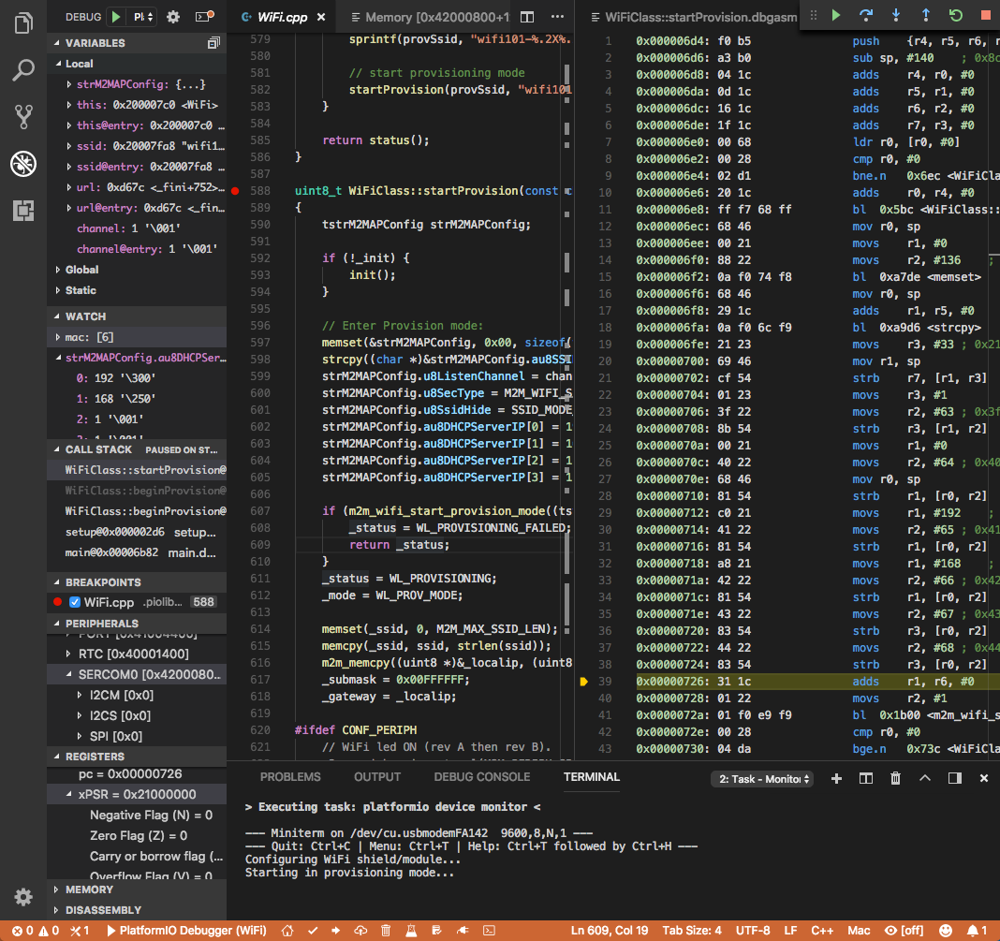 DEBUG
Pl
WiFi.cpp ×
Memory [0x42000800+1
WiFiClass::startProvision.dbgasm
VARIABLES
Local
strM2MAPConfig: {...}
this: 0x200007c0 <WiFi>
this@entry: 0x200007c0 ...
ssid: 0x20007fa8 "wifi1...
ssid@entry: 0x20007fa8 ...
url: 0xd67c <_fini+752>...
url@entry: 0xd67c <_fin...
channel: 1 '\001'
channel@entry: 1 '\001'
Global
Static
WATCH
mac: [6]
strM2MAPConfig.au8DHCPSer...
0: 192 '\300'
1: 168 '\250'
2: 1 '\001'
3: 1 '\001'
CALL STACK PAUSED ON ST...
WiFiClass::startProvision@
WiFiClass::beginProvision@
WiFiClass::beginProvision@
setup@0x000002d6 setup...
main@0x00006b82 main.d...
BREAKPOINTS
WiFi.cpp .piolib... 588
PERIPHERALS
PORT [0x41004400]
RTC [0x40001400]
SERCOM0 [0x4200080...
I2CM [0x0]
I2CS [0x0]
SPI [0x0]
REGISTERS
pc = 0x00000726
xPSR = 0x21000000
Negative Flag (N) = 0
Zero Flag (Z) = 0
Carry or borrow flag (...
Overflow Flag (V) = 0
MEMORY
DISASSEMBLY
579 sprintf(provSsid, "wifi101-%.2X%.
580
581 // start provisioning mode
582 startProvision(provSsid, "wifi101
583 }
584
585 return status();
586 }
587
588 uint8_t WiFiClass::startProvision(const c
589 {
590 tstrM2MAPConfig strM2MAPConfig;
591
592 if (!_init) {
593 init();
594 }
595
596 // Enter Provision mode:
597 memset(&strM2MAPConfig, 0x00, sizeof(
598 strcpy((char *)&strM2MAPConfig.au8SSI
599 strM2MAPConfig.u8ListenChannel = chan
600 strM2MAPConfig.u8SecType = M2M_WIFI_S
601 strM2MAPConfig.u8SsidHide = SSID_MODE
602 strM2MAPConfig.au8DHCPServerIP[0] = 1
603 strM2MAPConfig.au8DHCPServerIP[1] = 1
604 strM2MAPConfig.au8DHCPServerIP[2] = 1
605 strM2MAPConfig.au8DHCPServerIP[3] = 1
606
607 if (m2m_wifi_start_provision_mode((ts
608 _status = WL_PROVISIONING_FAILED;
609 return _status;
610 }
611 _status = WL_PROVISIONING;
612 _mode = WL_PROV_MODE;
613
614 memset(_ssid, 0, M2M_MAX_SSID_LEN);
615 memcpy(_ssid, ssid, strlen(ssid));
616 m2m_memcpy((uint8 *)&_localip, (uint8
617 _submask = 0x00FFFFFF;
618 _gateway = _localip;
619
620 #ifdef CONF_PERIPH
621 // WiFi led ON (rev A then rev B).
1 0x000006d4: f0 b5 push {r4, r5, r6, r
2 0x000006d6: a3 b0 sub sp, #140 ; 0x8c
3 0x000006d8: 04 1c adds r4, r0, #0
4 0x000006da: 0d 1c adds r5, r1, #0
5 0x000006dc: 16 1c adds r6, r2, #0
6 0x000006de: 1f 1c adds r7, r3, #0
7 0x000006e0: 00 68 ldr r0, [r0, #0]
8 0x000006e2: 00 28 cmp r0, #0
9 0x000006e4: 02 d1 bne.n 0x6ec <WiFiClas
10 0x000006e6: 20 1c adds r0, r4, #0
11 0x000006e8: ff f7 68 ff bl 0x5bc <WiFiClass::
12 0x000006ec: 68 46 mov r0, sp
13 0x000006ee: 00 21 movs r1, #0
14 0x000006f0: 88 22 movs r2, #136 ;
15 0x000006f2: 0a f0 74 f8 bl 0xa7de <memset>
16 0x000006f6: 68 46 mov r0, sp
17 0x000006f8: 29 1c adds r1, r5, #0
18 0x000006fa: 0a f0 6c f9 bl 0xa9d6 <strcpy>
19 0x000006fe: 21 23 movs r3, #33 ; 0x21
20 0x00000700: 69 46 mov r1, sp
21 0x00000702: cf 54 strb r7, [r1, r3]
22 0x00000704: 01 23 movs r3, #1
23 0x00000706: 3f 22 movs r2, #63 ; 0x3f
24 0x00000708: 8b 54 strb r3, [r1, r2]
25 0x0000070a: 00 21 movs r1, #0
26 0x0000070c: 40 22 movs r2, #64 ; 0x40
27 0x0000070e: 68 46 mov r0, sp
28 0x00000710: 81 54 strb r1, [r0, r2]
29 0x00000712: c0 21 movs r1, #192 ;
30 0x00000714: 41 22 movs r2, #65 ; 0x41
31 0x00000716: 81 54 strb r1, [r0, r2]
32 0x00000718: a8 21 movs r1, #168 ;
33 0x0000071a: 42 22 movs r2, #66 ; 0x42
34 0x0000071c: 81 54 strb r1, [r0, r2]
35 0x0000071e: 43 22 movs r2, #67 ; 0x43
36 0x00000720: 83 54 strb r3, [r0, r2]
37 0x00000722: 44 22 movs r2, #68 ; 0x44
38 0x00000724: 83 54 strb r3, [r0, r2]
39 0x00000726: 31 1c adds r1, r6, #0
40 0x00000728: 01 22 movs r2, #1
41 0x0000072a: 01 f0 e9 f9 bl 0x1b00 <m2m_wifi_s
42 0x0000072e: 00 28 cmp r0, #0
43 0x00000730: 04 da bge.n 0x73c <WiFiCla
PROBLEMS OUTPUT DEBUG CONSOLE TERMINAL 2: Task - Monitor
> Executing task: platformio device monitor <
--- Miniterm on /dev/cu.usbmodemFA142 9600,8,N,1 ---
--- Quit: Ctrl+C | Menu: Ctrl+T | Help: Ctrl+T followed by Ctrl+H ---
Configuring WiFi shield/module...
Starting in provisioning mode...
0 0 1 PlatformIO Debugger (WiFi) Ln 609, Col 19 Tab Size: 4 UTF-8 LF C++ Mac [off] 1